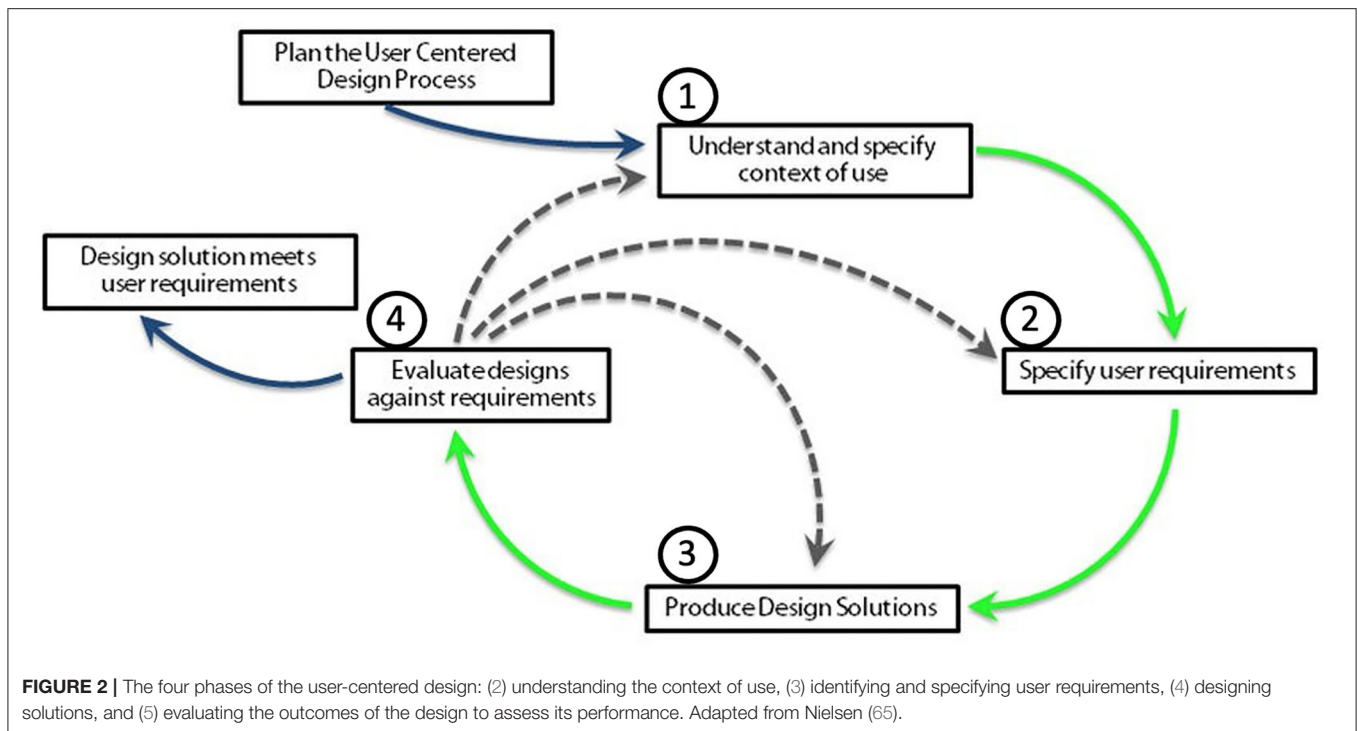 Plan the User Centered
Design Process
1
Understand and specify
context of use
Design solution meets
user requirements
4
Evaluate designs
against requirements
2
Specify user requirements
3
Produce Design Solutions
FIGURE 2 | The four phases of the user-centered design: (2) understanding the context of use, (3) identifying and specifying user requirements, (4) designing
solutions, and (5) evaluating the outcomes of the design to assess its performance. Adapted from Nielsen (65).